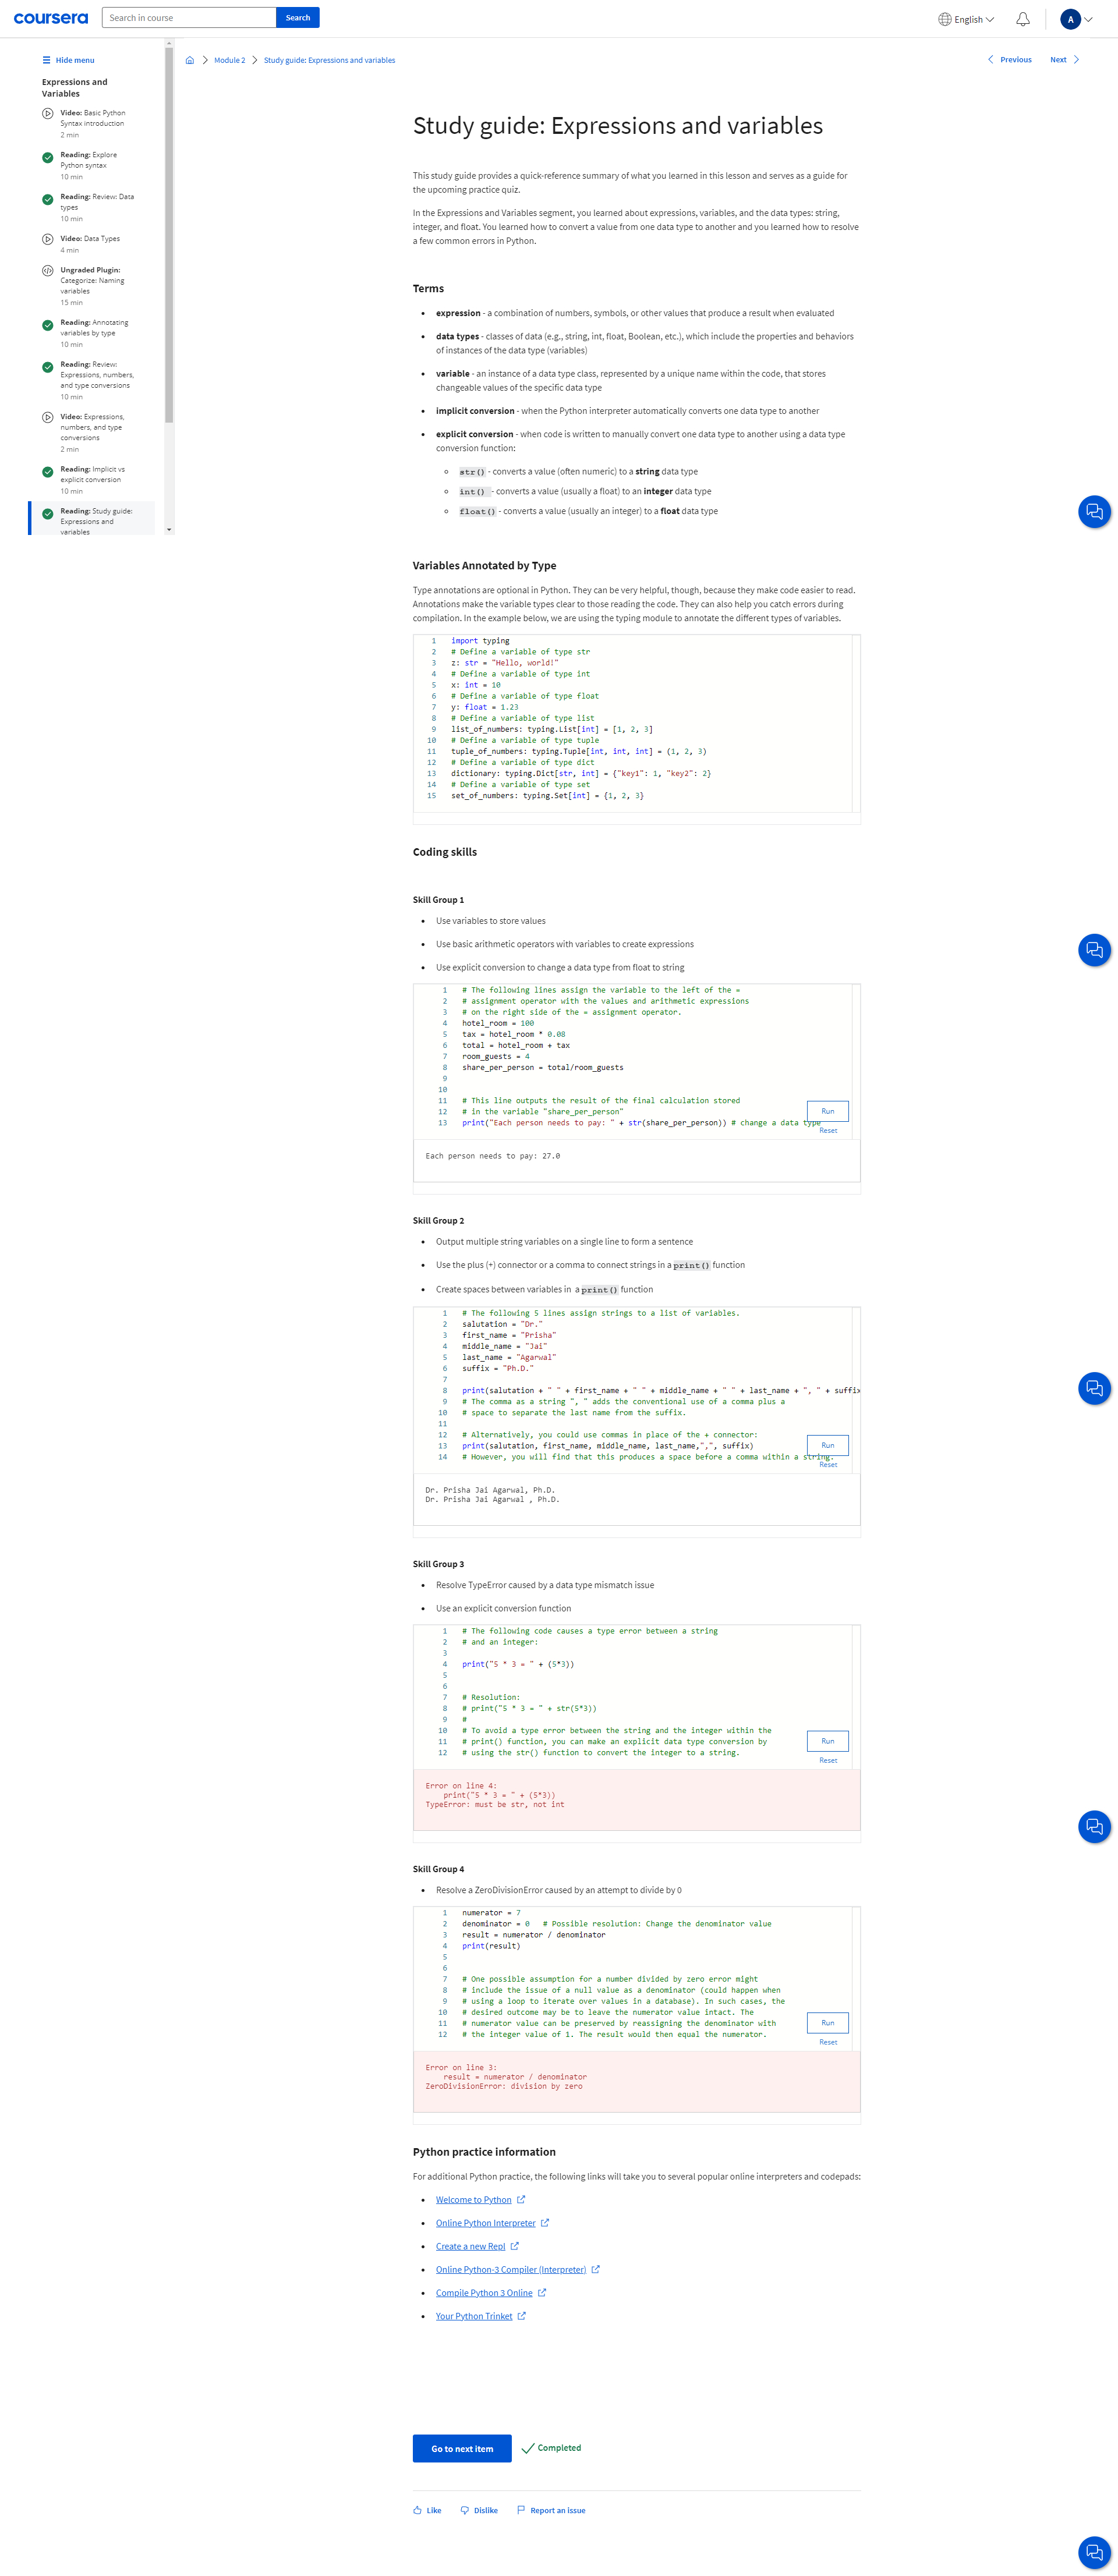 coursera
Search in course
Search
English
A
Hide menu
Expressions and
Variables
Video: Basic Python
Syntax introduction
2 min
Reading: Explore
Python syntax
10 min
Reading: Review: Data
types
10 min
Video: Data Types
4 min
Ungraded Plugin:
Categorize: Naming
variables
15 min
Reading: Annotating
variables by type
10 min
Reading: Review:
Expressions, numbers,
and type conversions
10 min
Video: Expressions,
numbers, and type
conversions
2 min
Reading: Implicit vs
explicit conversion
10 min
Reading: Study guide:
Expressions and
variables
Module 2
Study guide: Expressions and variables
Previous
Next
Study guide: Expressions and variables
This study guide provides a quick-reference summary of what you learned in this lesson and serves as a guide for
the upcoming practice quiz.
In the Expressions and Variables segment, you learned about expressions, variables, and the data types: string,
integer, and float. You learned how to convert a value from one data type to another and you learned how to resolve
a few common errors in Python.
Terms
expression - a combination of numbers, symbols, or other values that produce a result when evaluated
data types - classes of data (e.g., string, int, float, Boolean, etc.), which include the properties and behaviors
of instances of the data type (variables)
variable - an instance of a data type class, represented by a unique name within the code, that stores
changeable values of the specific data type
implicit conversion - when the Python interpreter automatically converts one data type to another
explicit conversion - when code is written to manually convert one data type to another using a data type
conversion function:
str() - converts a value (often numeric) to a string data type
int() - converts a value (usually a float) to an integer data type
float() - converts a value (usually an integer) to a float data type
Variables Annotated by Type
Type annotations are optional in Python. They can be very helpful, though, because they make code easier to read.
Annotations make the variable types clear to those reading the code. They can also help you catch errors during
compilation. In the example below, we are using the typing module to annotate the different types of variables.
1 import typing
2 # Define a variable of type str
3 z: str = "Hello, world!"
4 # Define a variable of type int
5 x: int = 10
6 # Define a variable of type float
7 y: float = 1.23
8 # Define a variable of type list
9 list_of_numbers: typing.List[int] = [1, 2, 3]
10 # Define a variable of type tuple
11 tuple_of_numbers: typing.Tuple[int, int, int] = (1, 2, 3)
12 # Define a variable of type dict
13 dictionary: typing.Dict[str, int] = {"key1": 1, "key2": 2}
14 # Define a variable of type set
15 set_of_numbers: typing.Set[int] = {1, 2, 3}
Coding skills
Skill Group 1
Use variables to store values
Use basic arithmetic operators with variables to create expressions
Use explicit conversion to change a data type from float to string
1 # The following lines assign the variable to the left of the =
2 # assignment operator with the values and arithmetic expressions
3 # on the right side of the = assignment operator.
4 hotel_room = 100
5 tax = hotel_room * 0.08
6 total = hotel_room + tax
7 room_guests = 4
8 share_per_person = total/room_guests
9
10
11 # This line outputs the result of the final calculation stored
12 # in the variable "share_per_person"
13 print("Each person needs to pay: " + str(share_per_person)) # change a data type
Run
Reset
Each person needs to pay: 27.0
Skill Group 2
Output multiple string variables on a single line to form a sentence
Use the plus (+) connector or a comma to connect strings in a print() function
Create spaces between variables in a print() function
1 # The following 5 lines assign strings to a list of variables.
2 salutation = "Dr."
3 first_name = "Prisha"
4 middle_name = "Jai"
5 last_name = "Agarwal"
6 suffix = "Ph.D."
7
8 print(salutation + " " + first_name + " " + middle_name + " " + last_name + ", " + suffix
9 # The comma as a string ", " adds the conventional use of a comma plus a
10 # space to separate the last name from the suffix.
11
12 # Alternatively, you could use commas in place of the + connector:
13 print(salutation, first_name, middle_name, last_name,",", suffix)
14 # However, you will find that this produces a space before a comma within a string.
Run
Reset
Dr. Prisha Jai Agarwal, Ph.D.
Dr. Prisha Jai Agarwal , Ph.D.
Skill Group 3
Resolve TypeError caused by a data type mismatch issue
Use an explicit conversion function
1 # The following code causes a type error between a string
2 # and an integer:
3
4 print("5 * 3 = " + (5*3))
5
6
7 # Resolution:
8 # print("5 * 3 = " + str(5*3))
9 #
10 # To avoid a type error between the string and the integer within the
11 # print() function, you can make an explicit data type conversion by
12 # using the str() function to convert the integer to a string.
Run
Reset
Error on line 4:
print("5 * 3 = " + (5*3))
TypeError: must be str, not int
Skill Group 4
Resolve a ZeroDivisionError caused by an attempt to divide by 0
1 numerator = 7
2 denominator = 0 # Possible resolution: Change the denominator value
3 result = numerator / denominator
4 print(result)
5
6
7 # One possible assumption for a number divided by zero error might
8 # include the issue of a null value as a denominator (could happen when
9 # using a loop to iterate over values in a database). In such cases, the
10 # desired outcome may be to leave the numerator value intact. The
11 # numerator value can be preserved by reassigning the denominator with
12 # the integer value of 1. The result would then equal the numerator.
Run
Reset
Error on line 3:
result = numerator / denominator
ZeroDivisionError: division by zero
Python practice information
For additional Python practice, the following links will take you to several popular online interpreters and codepads:
Welcome to Python
Online Python Interpreter
Create a new Repl
Online Python-3 Compiler (Interpreter)
Compile Python 3 Online
Your Python Trinket
Go to next item
Completed
Like
Dislike
Report an issue